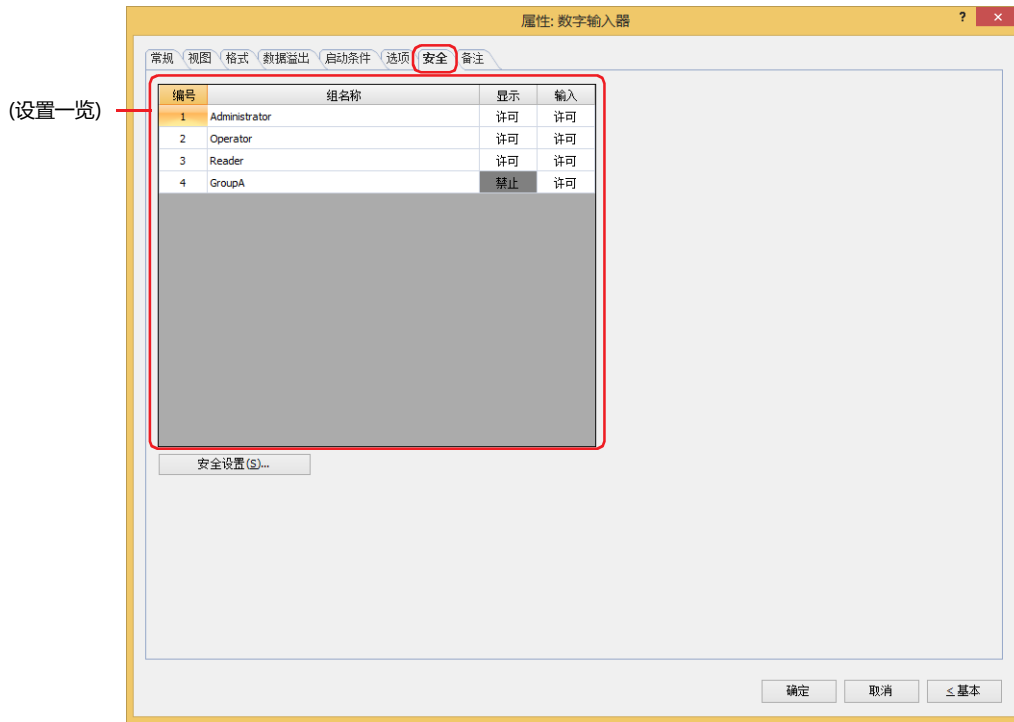 属性: 数字输入器
? ×
常规 视图 格式 数据溢出 启动条件 选项 安全 备注
(设置一览)
编号 组名称 显示 输入
1 Administrator 许可 许可
2 Operator 许可 许可
3 Reader 许可 许可
4 GroupA 禁止 许可
安全设置(S)...
确定 取消 ≤基本